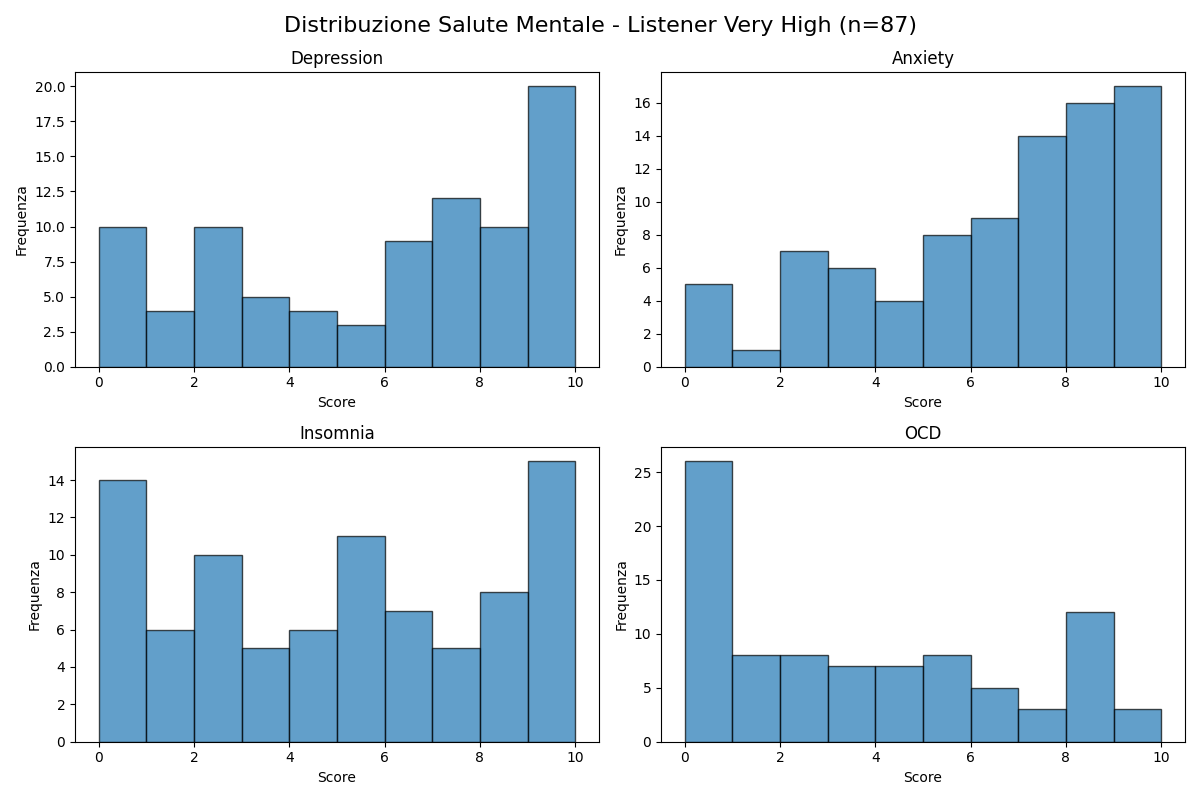 Distribuzione Salute Mentale - Listener Very High (n=87)
Depression
20.0
17.5
15.0
12.5
10.0
7.5
5.0
2.5
0.0
Frequenza
0 2 4 6 8 10
Score
Anxiety
16
14
12
10
8
6
4
2
0
Frequenza
0 2 4 6 8 10
Score
Insomnia
14
12
10
8
6
4
2
0
Frequenza
0 2 4 6 8 10
Score
OCD
25
20
15
10
5
0
Frequenza
0 2 4 6 8 10
Score